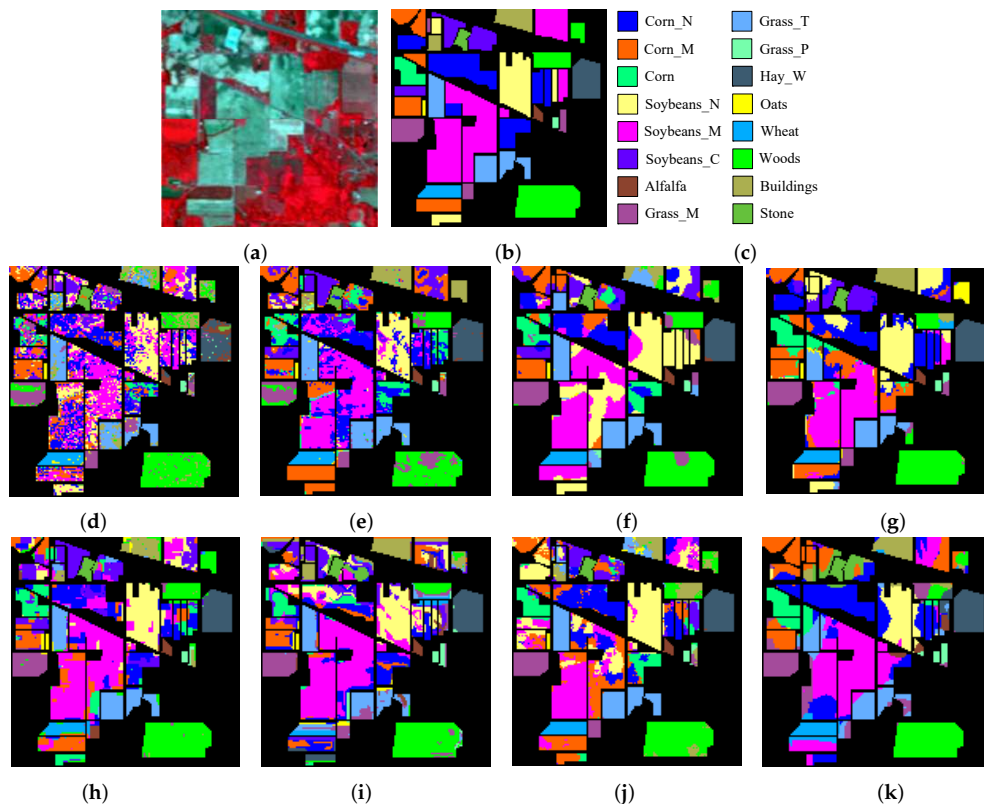 Corn_N
Grass_T
Corn_M
Grass_P
Corn
Hay_W
Soybeans_N
Oats
Soybeans_M
Wheat
Soybeans_C
Woods
Alfalfa
Buildings
Grass_M
Stone
(a)
(b)
(c)
(d)
(e)
(f)
(g)
(h)
(i)
(j)
(k)